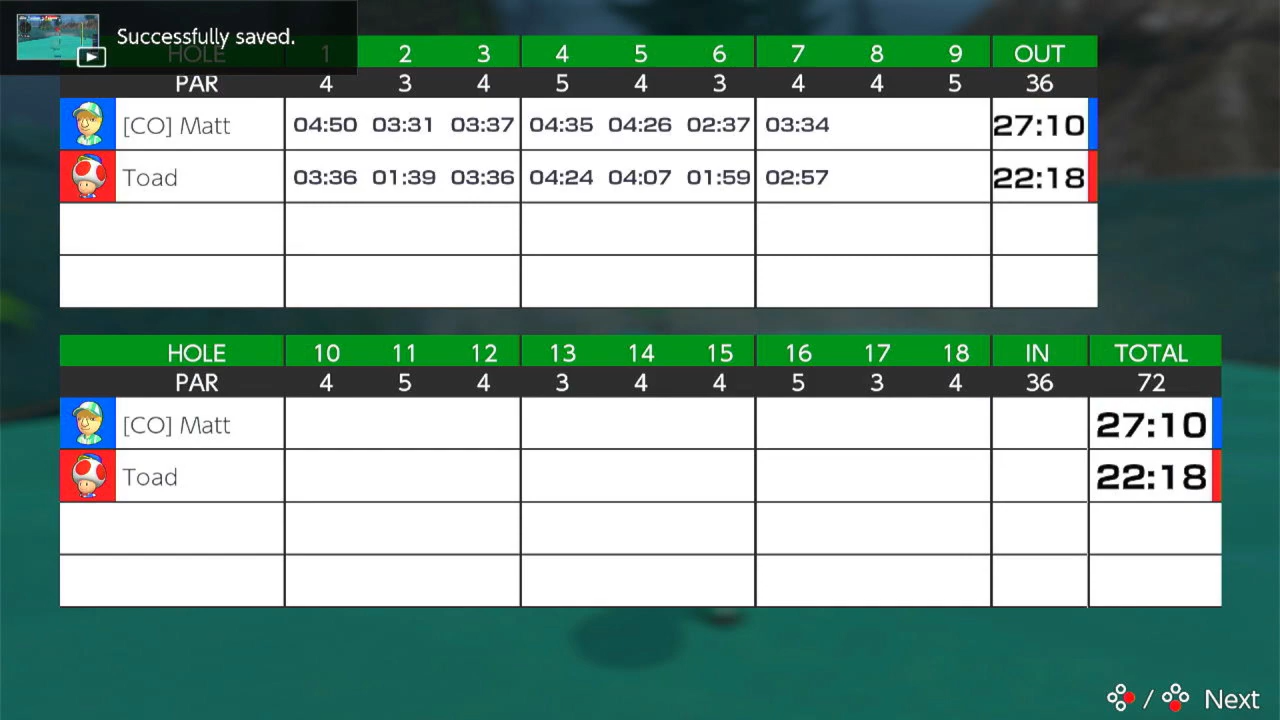 Successfully saved.
HOLE 1 2 3 4 5 6 7 8 9 OUT
PAR 4 3 4 5 4 3 4 4 5 36
[CO] Matt 04:50 03:31 03:37 04:35 04:26 02:37 03:34 27:10
Toad 03:36 01:39 03:36 04:24 04:07 01:59 02:57 22:18
HOLE 10 11 12 13 14 15 16 17 18 IN TOTAL
PAR 4 5 4 3 4 4 5 3 4 36 72
[CO] Matt 27:10
Toad 22:18
/ Next